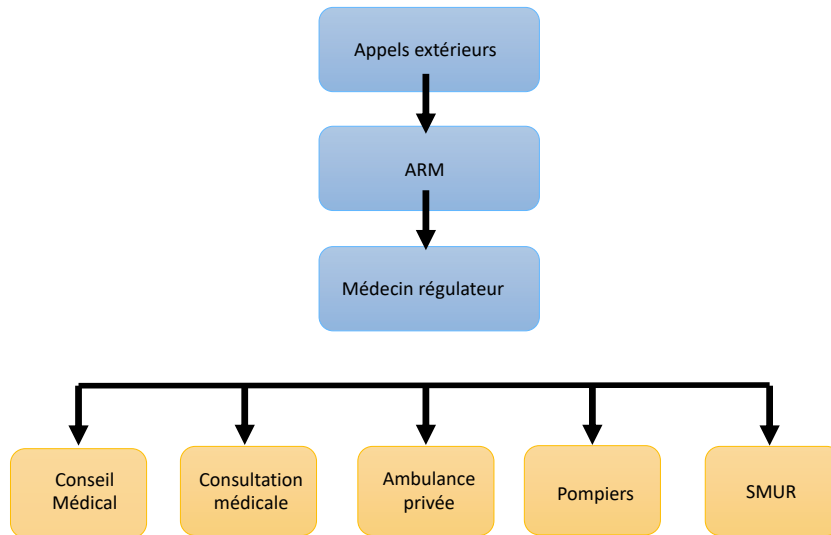 Appels extérieurs
ARM
Médecin régulateur
Conseil
Médical
Consultation
médicale
Ambulance
privée
Pompiers
SMUR